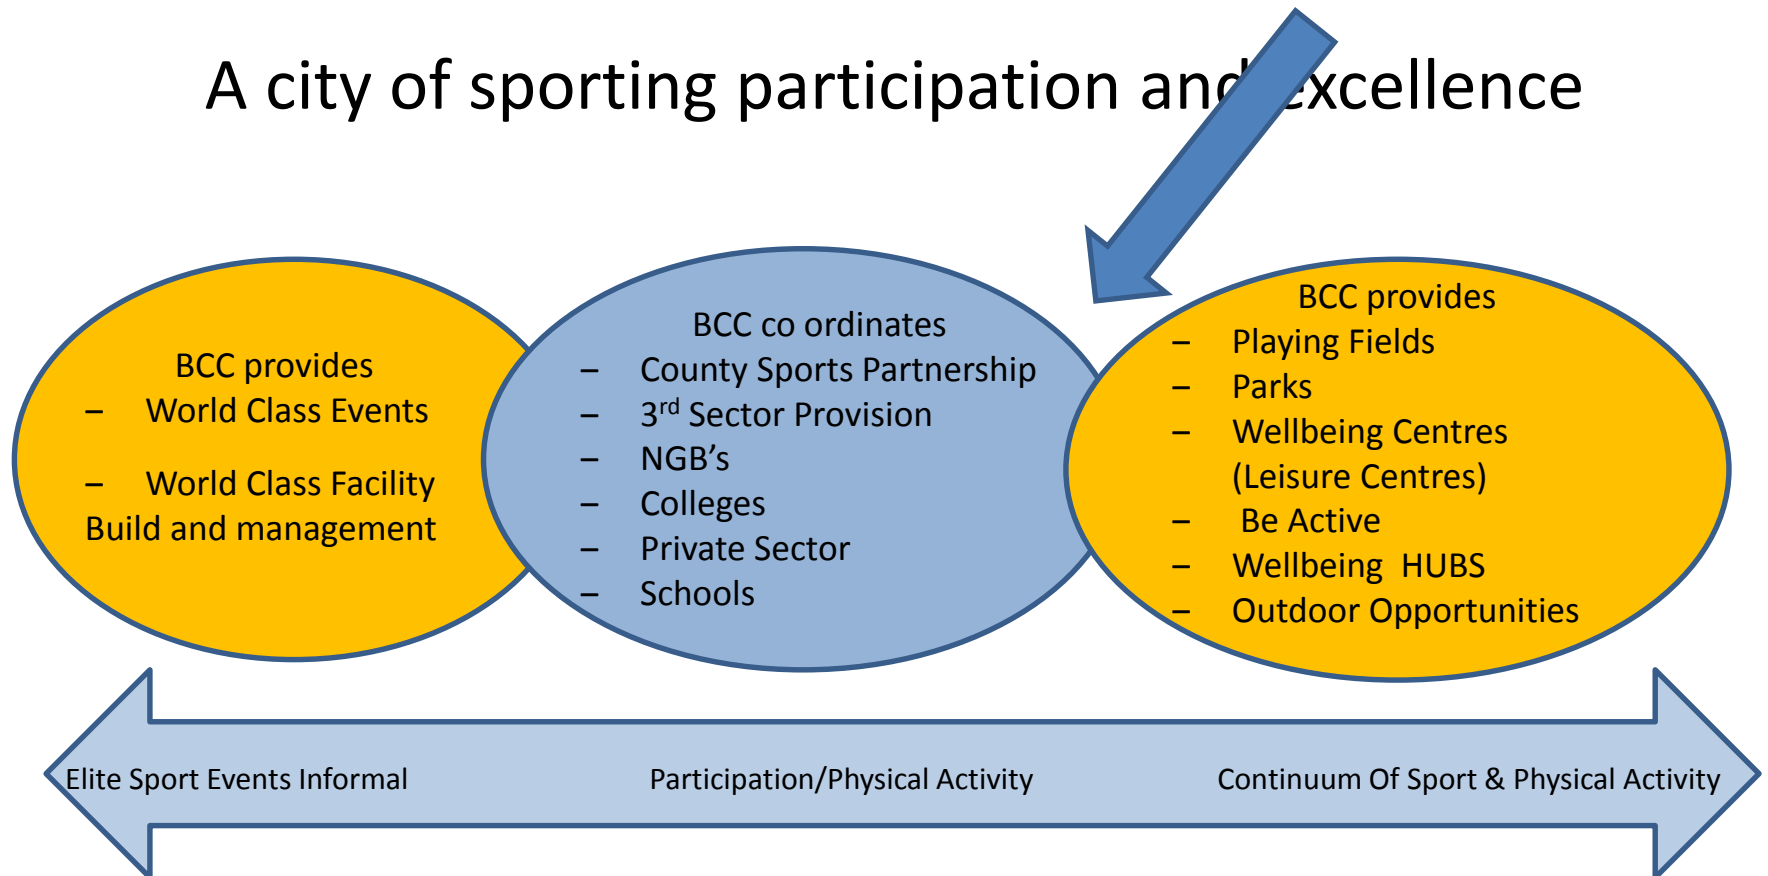 A city of sporting participation and excellence
BCC provides
– World Class Events
– World Class Facility
Build and management
BCC co ordinates
– County Sports Partnership
– 3rd Sector Provision
– NGB’s
– Colleges
– Private Sector
– Schools
BCC provides
– Playing Fields
– Parks
– Wellbeing Centres
(Leisure Centres)
– Be Active
– Wellbeing HUBS
– Outdoor Opportunities
Elite Sport Events Informal
Participation/Physical Activity
Continuum Of Sport & Physical Activity